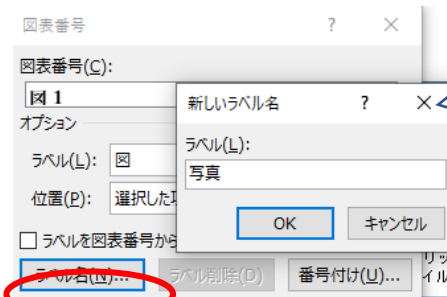 図表番号 ? ×
図表番号(C):
図 1
オプション
ラベル(L): 図
位置(P): 選択した項
ラベルを図表番号から
ラベル名(N)... ラベル削除(D) 番号付け(U)...
新しいラベル名 ? ×
ラベル(L):
写真
OK キャンセル